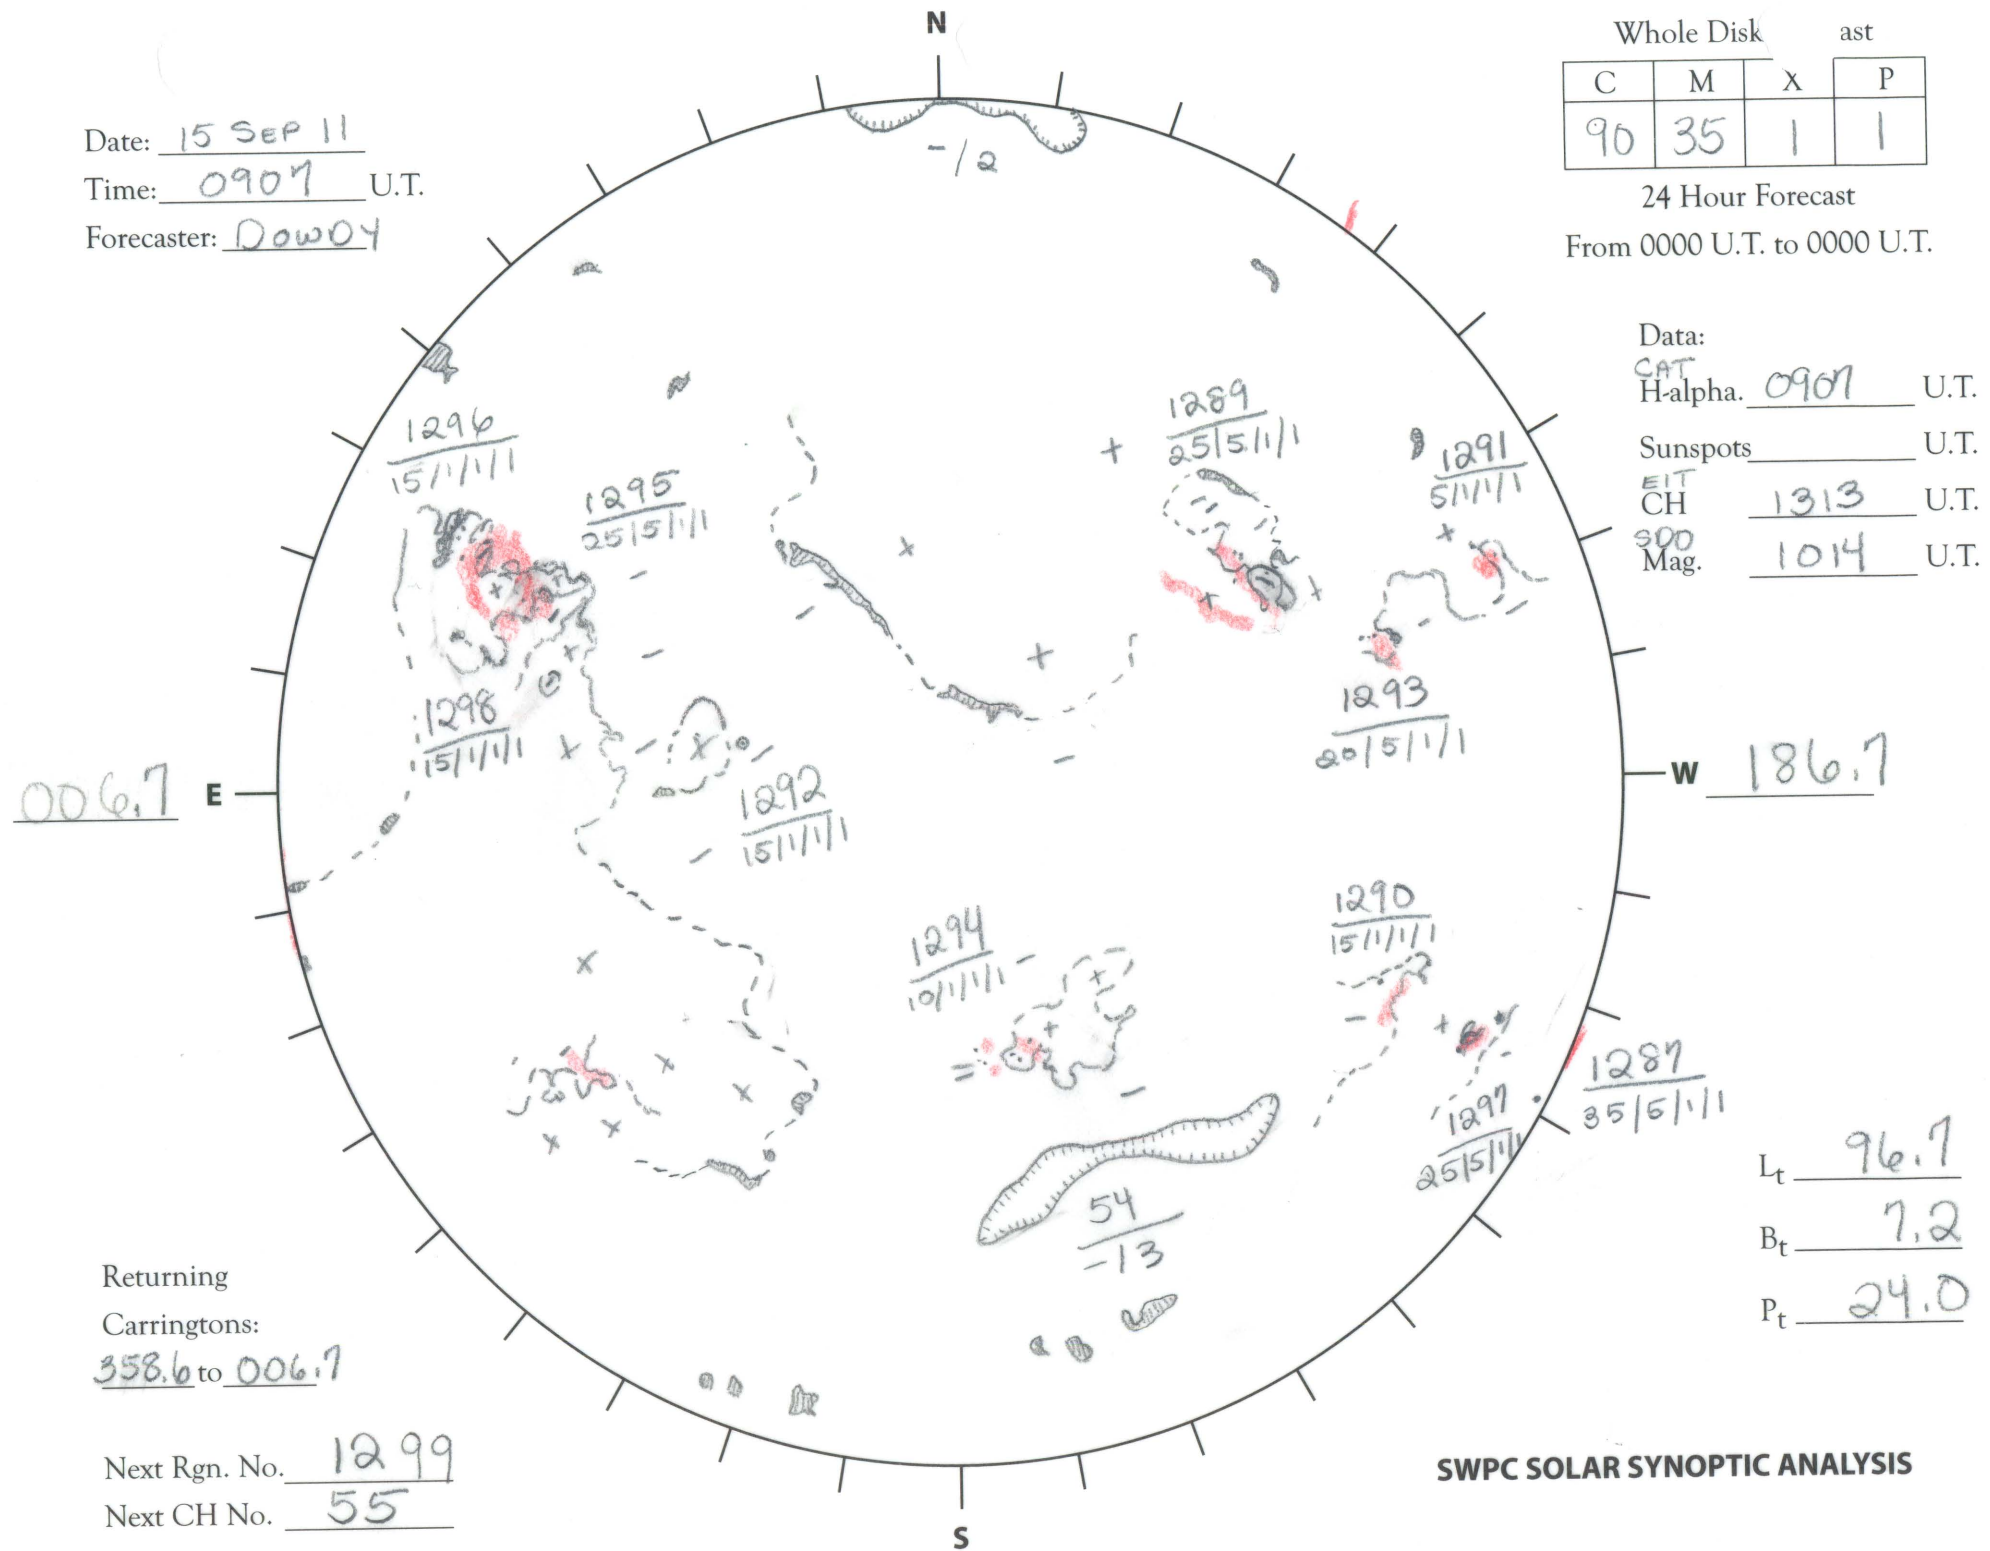 N
Date: 15 SEP 11
Time: 0907 U.T.
Forecaster: DOWDY
Whole Disk ast
C M X P
90 35 1 1
24 Hour Forecast
From 0000 U.T. to 0000 U.T.
-/2
Data:
CAT
H-alpha. 0907 U.T.
Sunspots U.T.
EIT
CH 1313 U.T.
SDO
Mag. 1014 U.T.
1296
15/1/1/1
1295
25/5/1/1
1289
25/5/1/1
1291
5/1/1/1
1298
15/1/1/1
1293
20/5/1/1
006.7 E
W 186.7
1292
15/1/1/1
1294
10/1/1/1
1290
15/1/1/1
1287
35/5/1/1
1297
25/5/1/1
54
-13
Lt 96.7
Bt 7.2
Pt 24.0
Returning
Carringtons:
358.6 to 006.7
Next Rgn. No. 1299
Next CH No. 55
SWPC SOLAR SYNOPTIC ANALYSIS
S